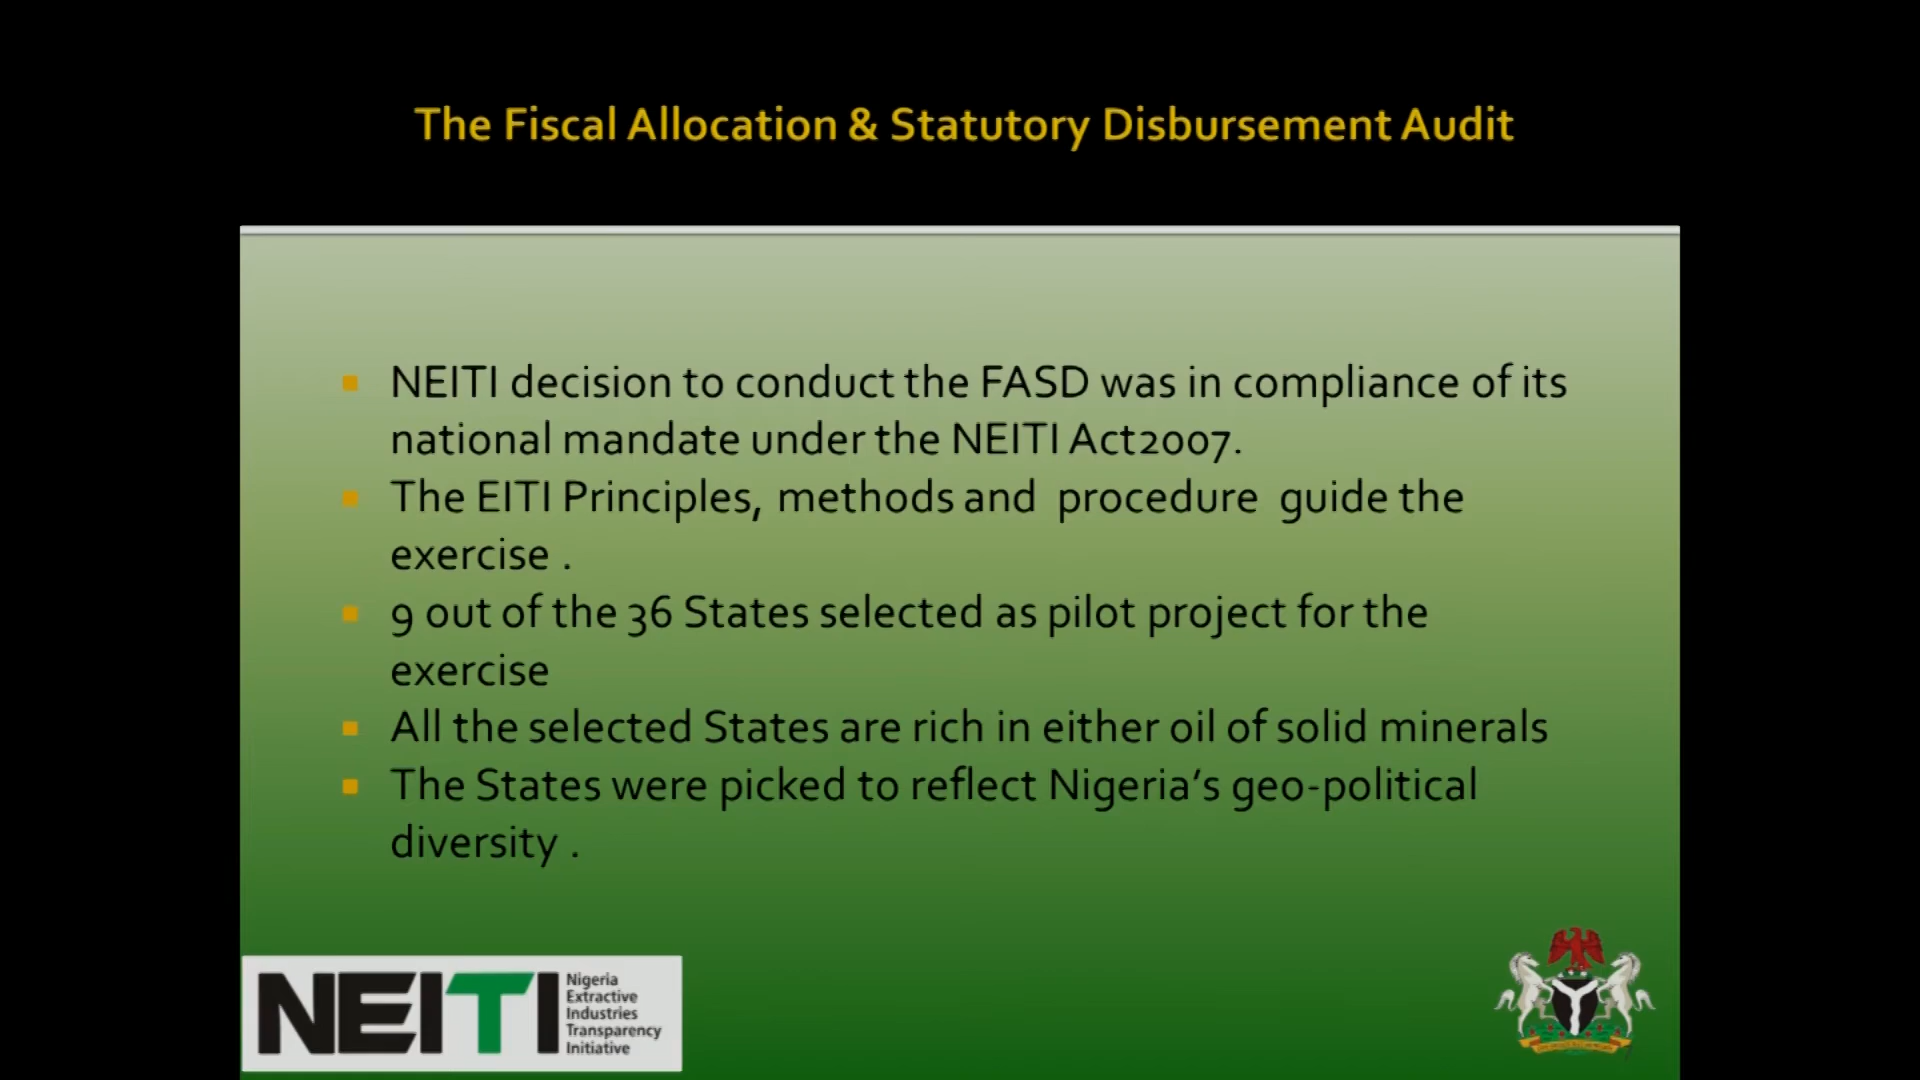 The Fiscal Allocation & Statutory Disbursement Audit
NEITI decision to conduct the FASD was in compliance of its
national mandate under the NEITI Act2007.
The EITI Principles, methods and procedure guide the
exercise .
9 out of the 36 States selected as pilot project for the
exercise
All the selected States are rich in either oil of solid minerals
The States were picked to reflect Nigeria's geo-political
diversity .
NEITI
Nigeria
Extractive
Industries
Transparency
Initiative